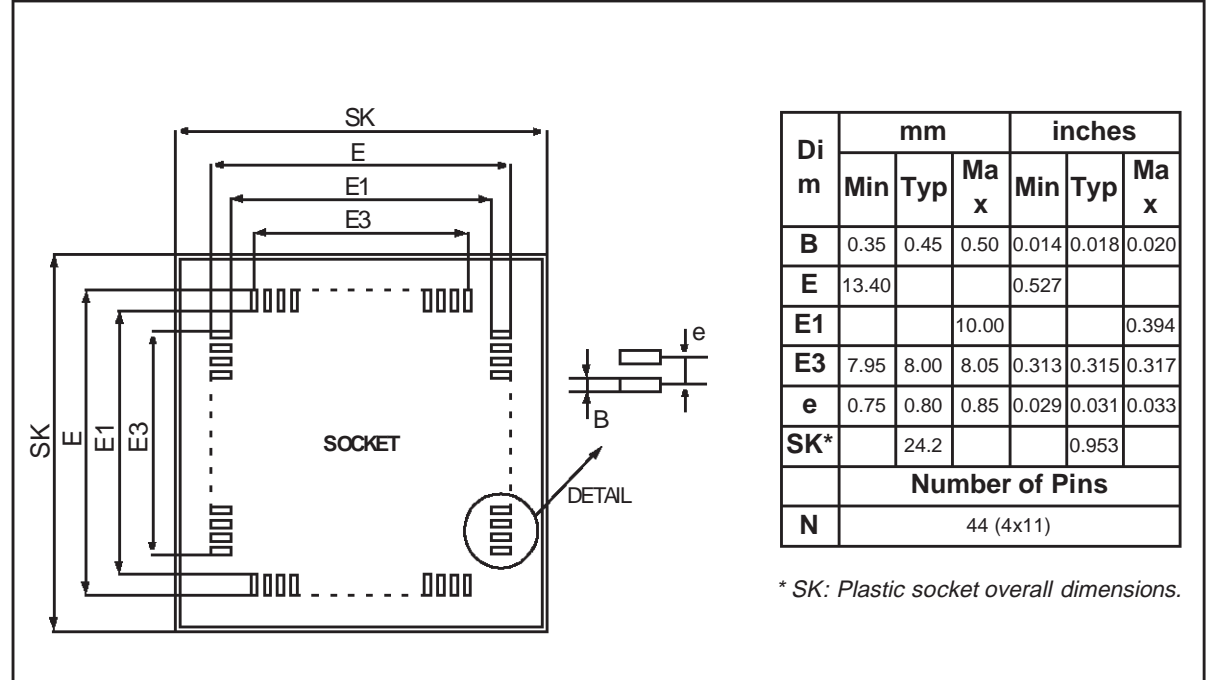 SK
E
E1
E3
SK
E
E1
E3
SOCKET
e
B
DETAIL
Di
m
mm
inches
Min Typ Ma
x
Min Typ Ma
x
B 0.35 0.45 0.50 0.014 0.018 0.020
E 13.40 0.527
E1 10.00 0.394
E3 7.95 8.00 8.05 0.313 0.315 0.317
e 0.75 0.80 0.85 0.029 0.031 0.033
SK* 24.2 0.953
Number of Pins
N 44 (4x11)
* SK: Plastic socket overall dimensions.